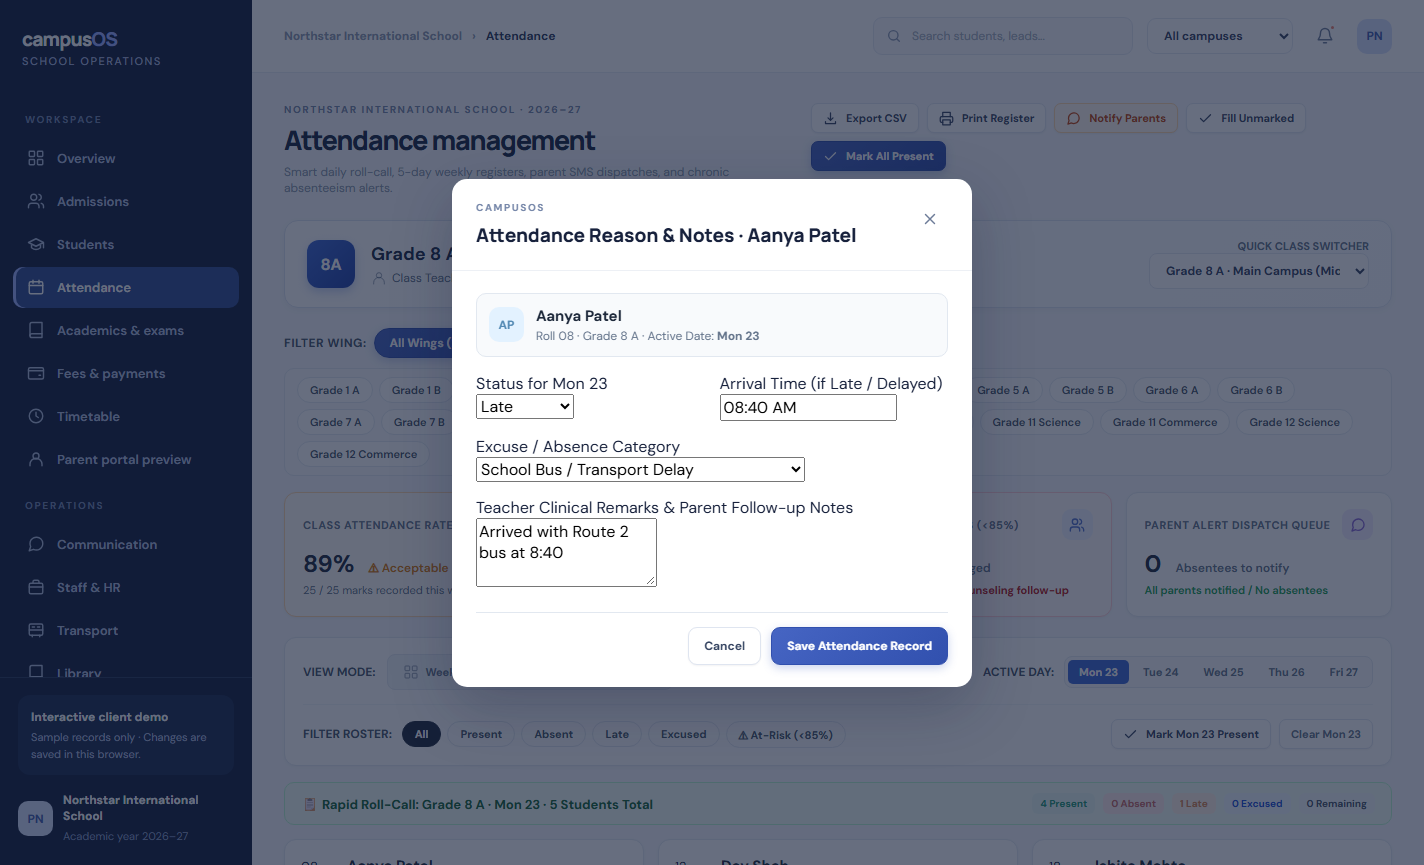 campusOS
SCHOOL OPERATIONS
WORKSPACE
Overview
Admissions
Students
Attendance
Academics & exams
Fees & payments
Timetable
Parent portal preview
OPERATIONS
Communication
Staff & HR
Transport
Library
Interactive client demo
Sample records only · Changes are
saved in this browser.
PN
Northstar International
School
Academic year 2026–27
Northstar International School › Attendance
Search students, leads...
All campuses
PN
NORTHSTAR INTERNATIONAL SCHOOL · 2026–27
Attendance management
Smart daily roll-call, 5-day weekly registers, parent SMS dispatches, and chronic
absenteeism alerts.
Export CSV
Print Register
Notify Parents
Fill Unmarked
Mark All Present
8A
Grade 8 A
Class Teac
QUICK CLASS SWITCHER
Grade 8 A · Main Campus (Mic
FILTER WING:
All Wings (
Grade 1 A
Grade 1 B
Grade 5 A
Grade 5 B
Grade 6 A
Grade 6 B
Grade 7 A
Grade 7 B
Grade 11 Science
Grade 11 Commerce
Grade 12 Science
Grade 12 Commerce
CLASS ATTENDANCE RATE
89%
⚠ Acceptable
25 / 25 marks recorded this w
(<85%)
ged
unseling follow-up
PARENT ALERT DISPATCH QUEUE
0
Absentees to notify
All parents notified / No absentees
VIEW MODE:
Week
ACTIVE DAY:
Mon 23
Tue 24
Wed 25
Thu 26
Fri 27
FILTER ROSTER:
All
Present
Absent
Late
Excused
⚠ At-Risk (<85%)
Mark Mon 23 Present
Clear Mon 23
Rapid Roll-Call: Grade 8 A · Mon 23 · 5 Students Total
4 Present
0 Absent
1 Late
0 Excused
0 Remaining
Aanya Patel
Dev Shah
Ishita Mehta
CAMPUSOS
Attendance Reason & Notes · Aanya Patel
AP
Aanya Patel
Roll 08 · Grade 8 A · Active Date: Mon 23
Status for Mon 23
Late
Arrival Time (if Late / Delayed)
08:40 AM
Excuse / Absence Category
School Bus / Transport Delay
Teacher Clinical Remarks & Parent Follow-up Notes
Arrived with Route 2
bus at 8:40
Cancel
Save Attendance Record